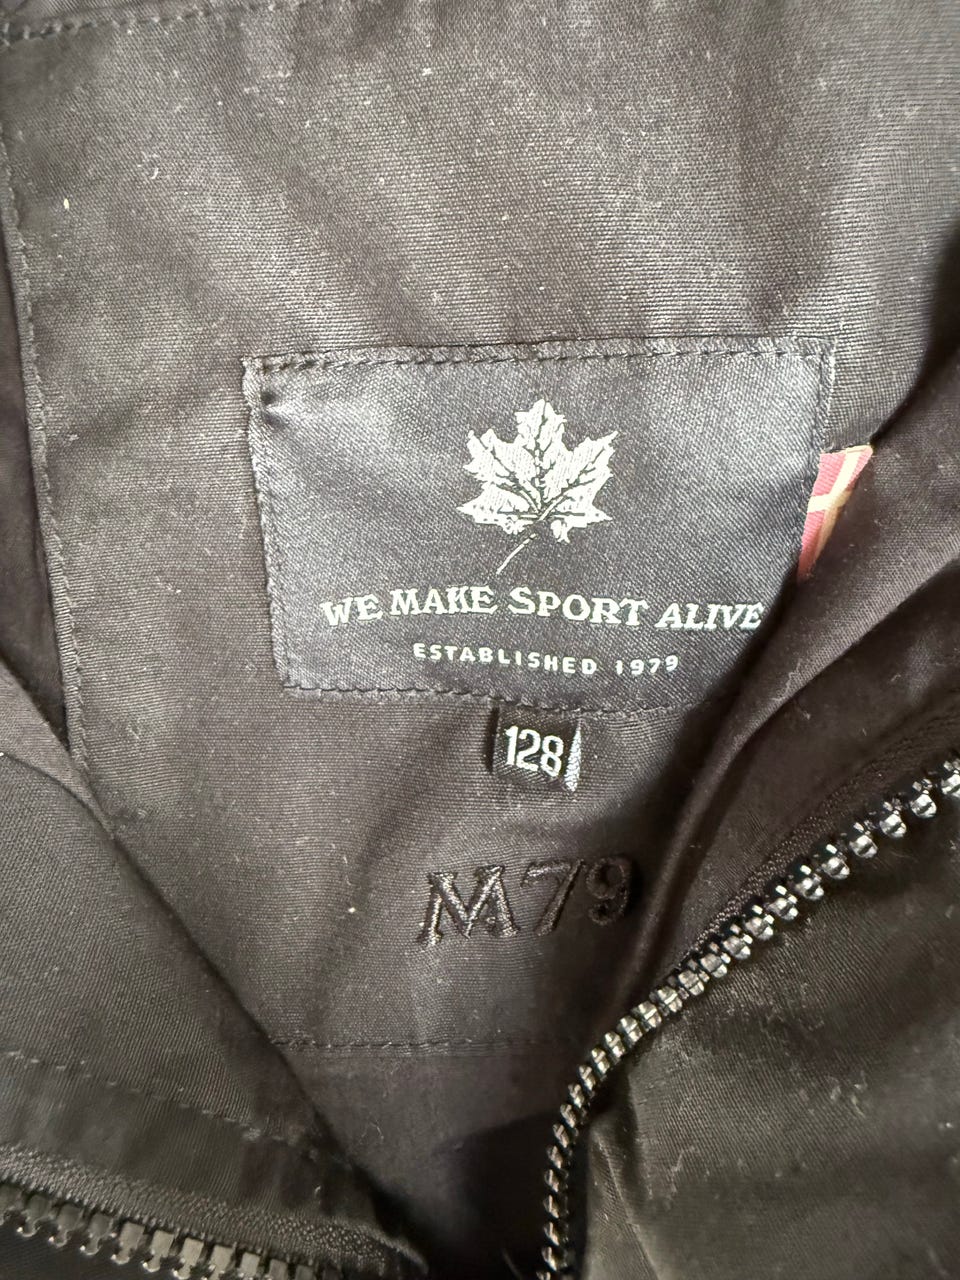 WE MAKE SPORT ALIVE
ESTABLISHED 1979
128
M79